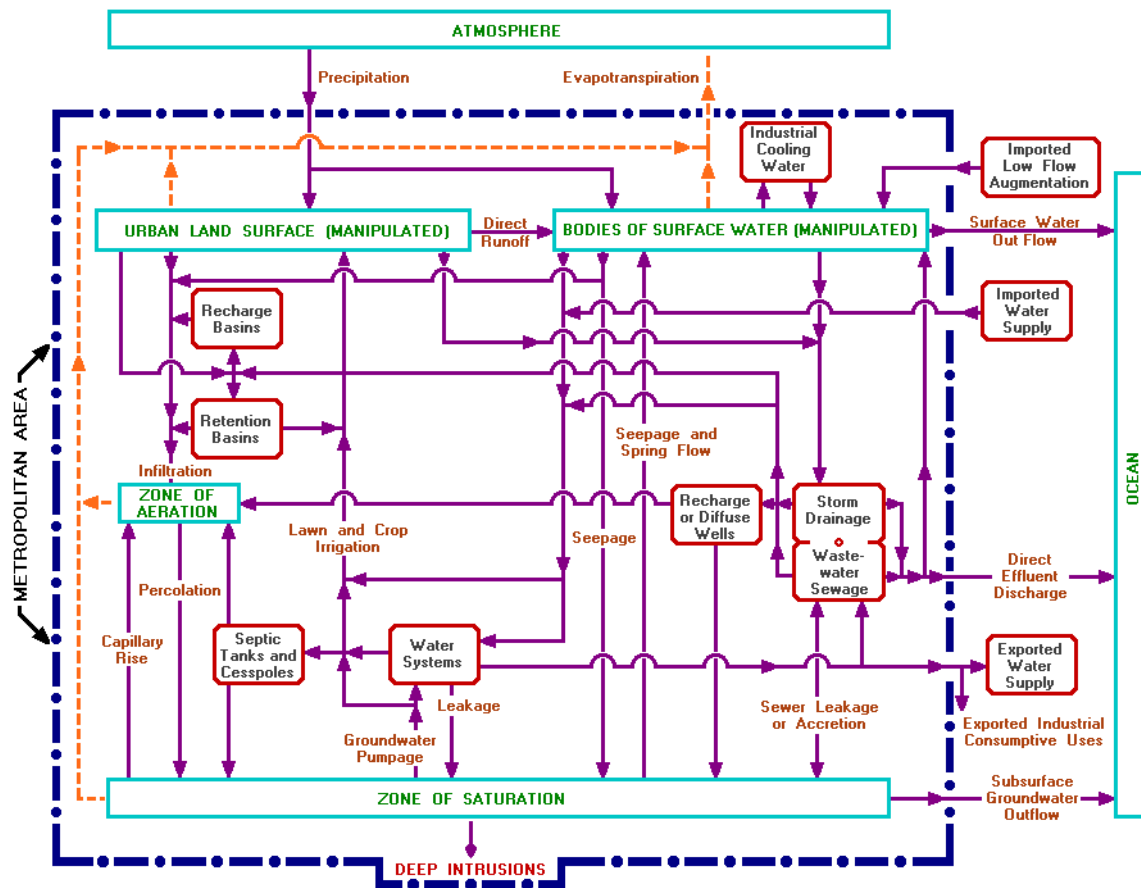 ATMOSPHERE
Precipitation
Evapotranspiration
Industrial
Cooling
Water
Imported
Low Flow
Augmentation
URBAN LAND SURFACE (MANIPULATED)
Direct
Runoff
BODIES OF SURFACE WATER (MANIPULATED)
Surface Water
Out Flow
Recharge
Basins
Imported
Water
Supply
METROPOLITAN AREA
Retention
Basins
Seepage and
Spring Flow
OCEAN
Infiltration
ZONE OF
AERATION
Lawn and Crop
Irrigation
Recharge
or Diffuse
Wells
Storm
Drainage
Seepage
Waste-
water
Sewage
Direct
Effluent
Discharge
Percolation
Capillary
Rise
Septic
Tanks and
Cesspoles
Water
Systems
Exported
Water
Supply
Leakage
Sewer Leakage
or Accretion
Groundwater
Pumpage
Exported Industrial
Consumptive Uses
ZONE OF SATURATION
Subsurface
Groundwater
Outflow
DEEP INTRUSIONS